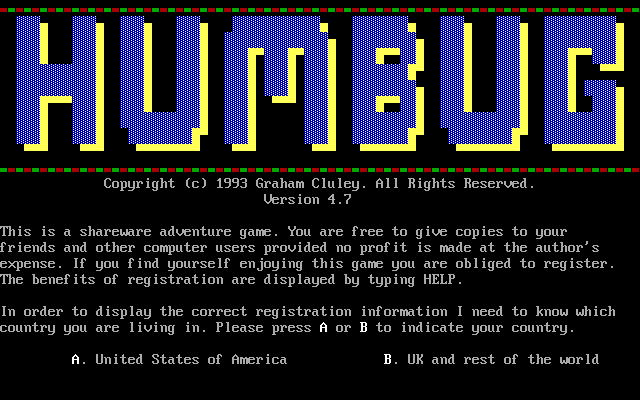 HUMBUG
Copyright (c) 1993 Graham Cluley. All Rights Reserved.
Version 4.7
This is a shareware adventure game. You are free to give copies to your
friends and other computer users provided no profit is made at the author's
expense. If you find yourself enjoying this game you are obliged to register.
The benefits of registration are displayed by typing HELP.
In order to display the correct registration information I need to know which
country you are living in. Please press A or B to indicate your country.
A. United States of America B. UK and rest of the world